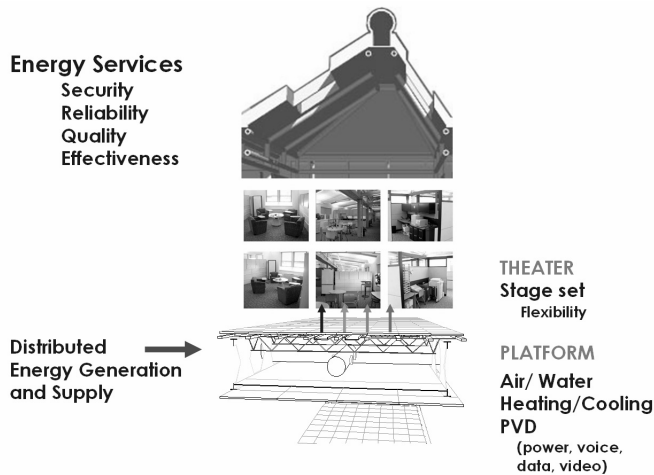 Energy Services
Security
Reliability
Quality
Effectiveness
THEATER
Stage set
Flexibility
Distributed
Energy Generation
and Supply
PLATFORM
Air/ Water
Heating/Cooling
PVD
(power, voice,
data, video)